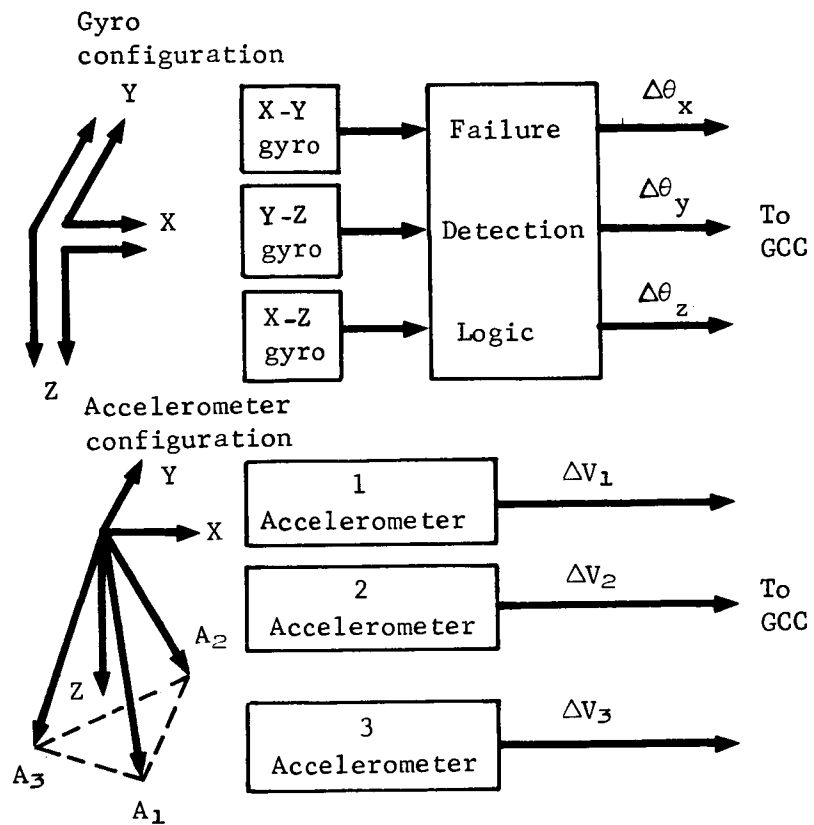 Gyro
configuration
Y
X
Z
X-Y
gyro
Y-Z
gyro
X-Z
gyro
Failure
Detection
Logic
Δθx
Δθy
Δθz
To
GCC
Accelerometer
configuration
Y
X
Z
A2
A3
A1
1
Accelerometer
2
Accelerometer
3
Accelerometer
ΔV1
ΔV2
ΔV3
To
GCC